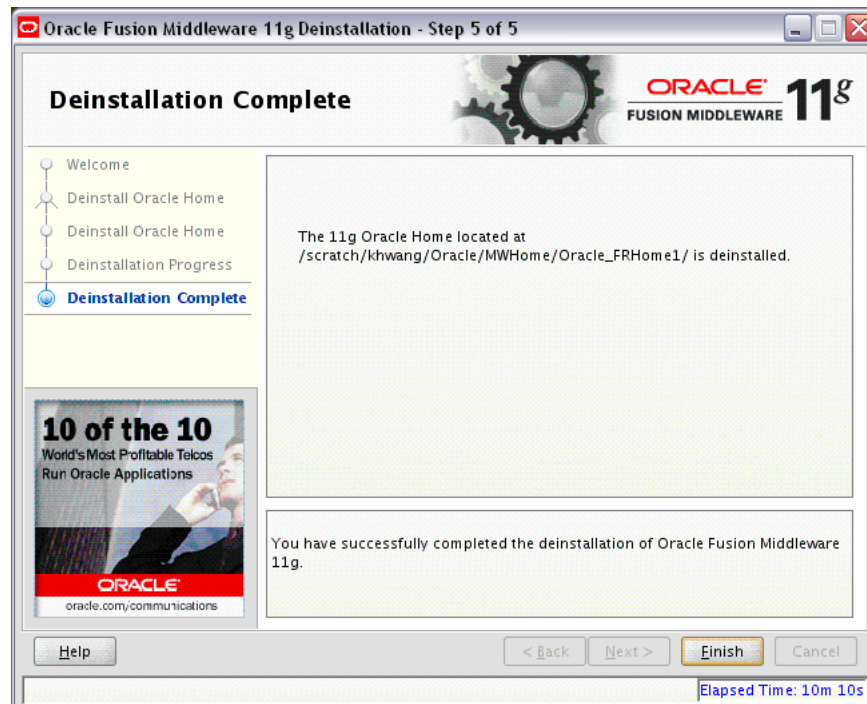 Oracle Fusion Middleware 11g Deinstallation - Step 5 of 5
Deinstallation Complete
ORACLE
FUSION MIDDLEWARE
11g
Welcome
Deinstall Oracle Home
Deinstall Oracle Home
Deinstallation Progress
Deinstallation Complete
The 11g Oracle Home located at
/scratch/khwang/Oracle/MWHome/Oracle_FRHome1/ is deinstalled.
10 of the 10
World's Most Profitable Telcos
Run Oracle Applications
ORACLE
oracle.com/communications
You have successfully completed the deinstallation of Oracle Fusion Middleware
11g.
Help
< Back
Next >
Finish
Cancel
Elapsed Time: 10m 10s